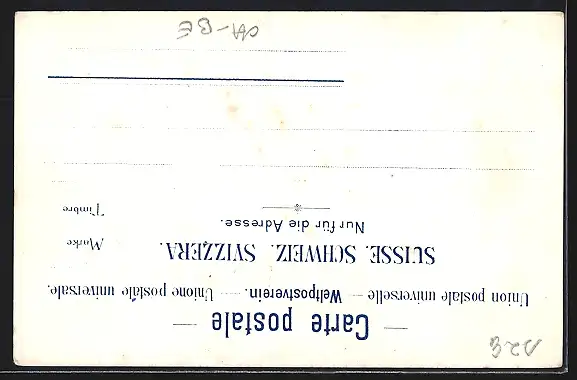 — Carte postale —
Union postale universelle — Weltpostverein. — Unione postale universale.
SUISSE. SCHWEIZ. SVIZZERA.
Marke
Nur für die Adresse.
Timbre
CH-BE